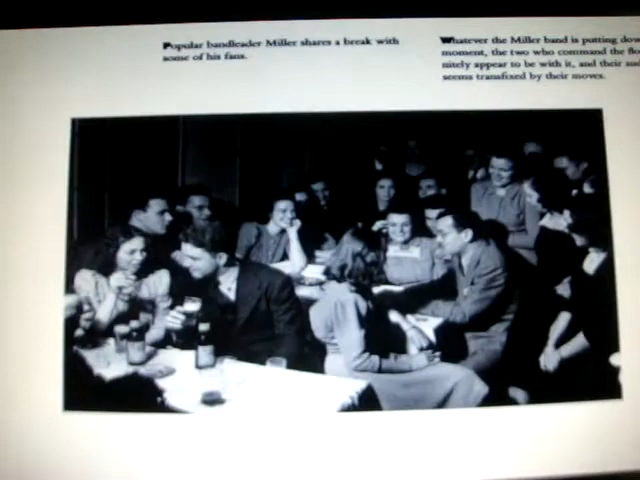 Popular bandleader Miller shares a break with
some of his fans.
Whatever the Miller band is putting dow
moment, the two who command the flo
nitely appear to be with it, and their
seems transfixed by their moves.